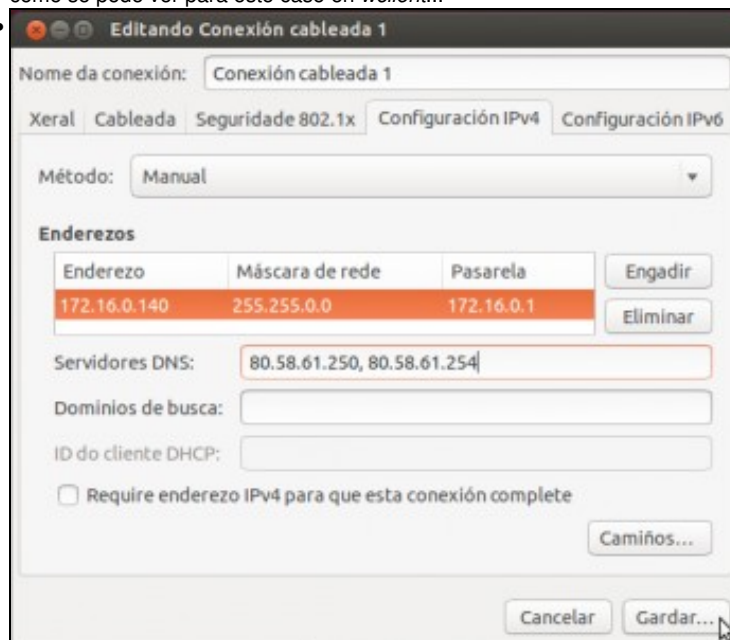 Editando Conexión cableada 1
Nome da conexión: Conexión cableada 1
Xeral Cableada Seguridade 802.1x Configuración IPv4 Configuración IPv6
Método: Manual
Enderezos
Enderezo Máscara de rede Pasarela
172.16.0.140 255.255.0.0 172.16.0.1
Engadir
Eliminar
Servidores DNS: 80.58.61.250, 80.58.61.254
Dominios de busca:
ID do cliente DHCP:
Require enderezo IPv4 para que esta conexión complete
Camiños...
Cancelar Gardar...